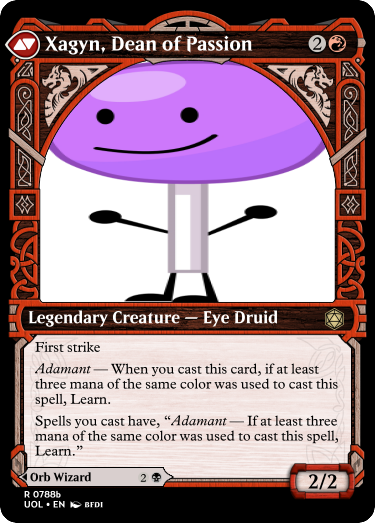 Xagyn, Dean of Passion 2
Legendary Creature — Eye Druid
First strike
Adamant — When you cast this card, if at least
three mana of the same color was used to cast this
spell, Learn.
Spells you cast have, “Adamant — If at least three
mana of the same color was used to cast this spell,
Learn.”
Orb Wizard 2
2/2
R 0788b
UOL • EN BFDI